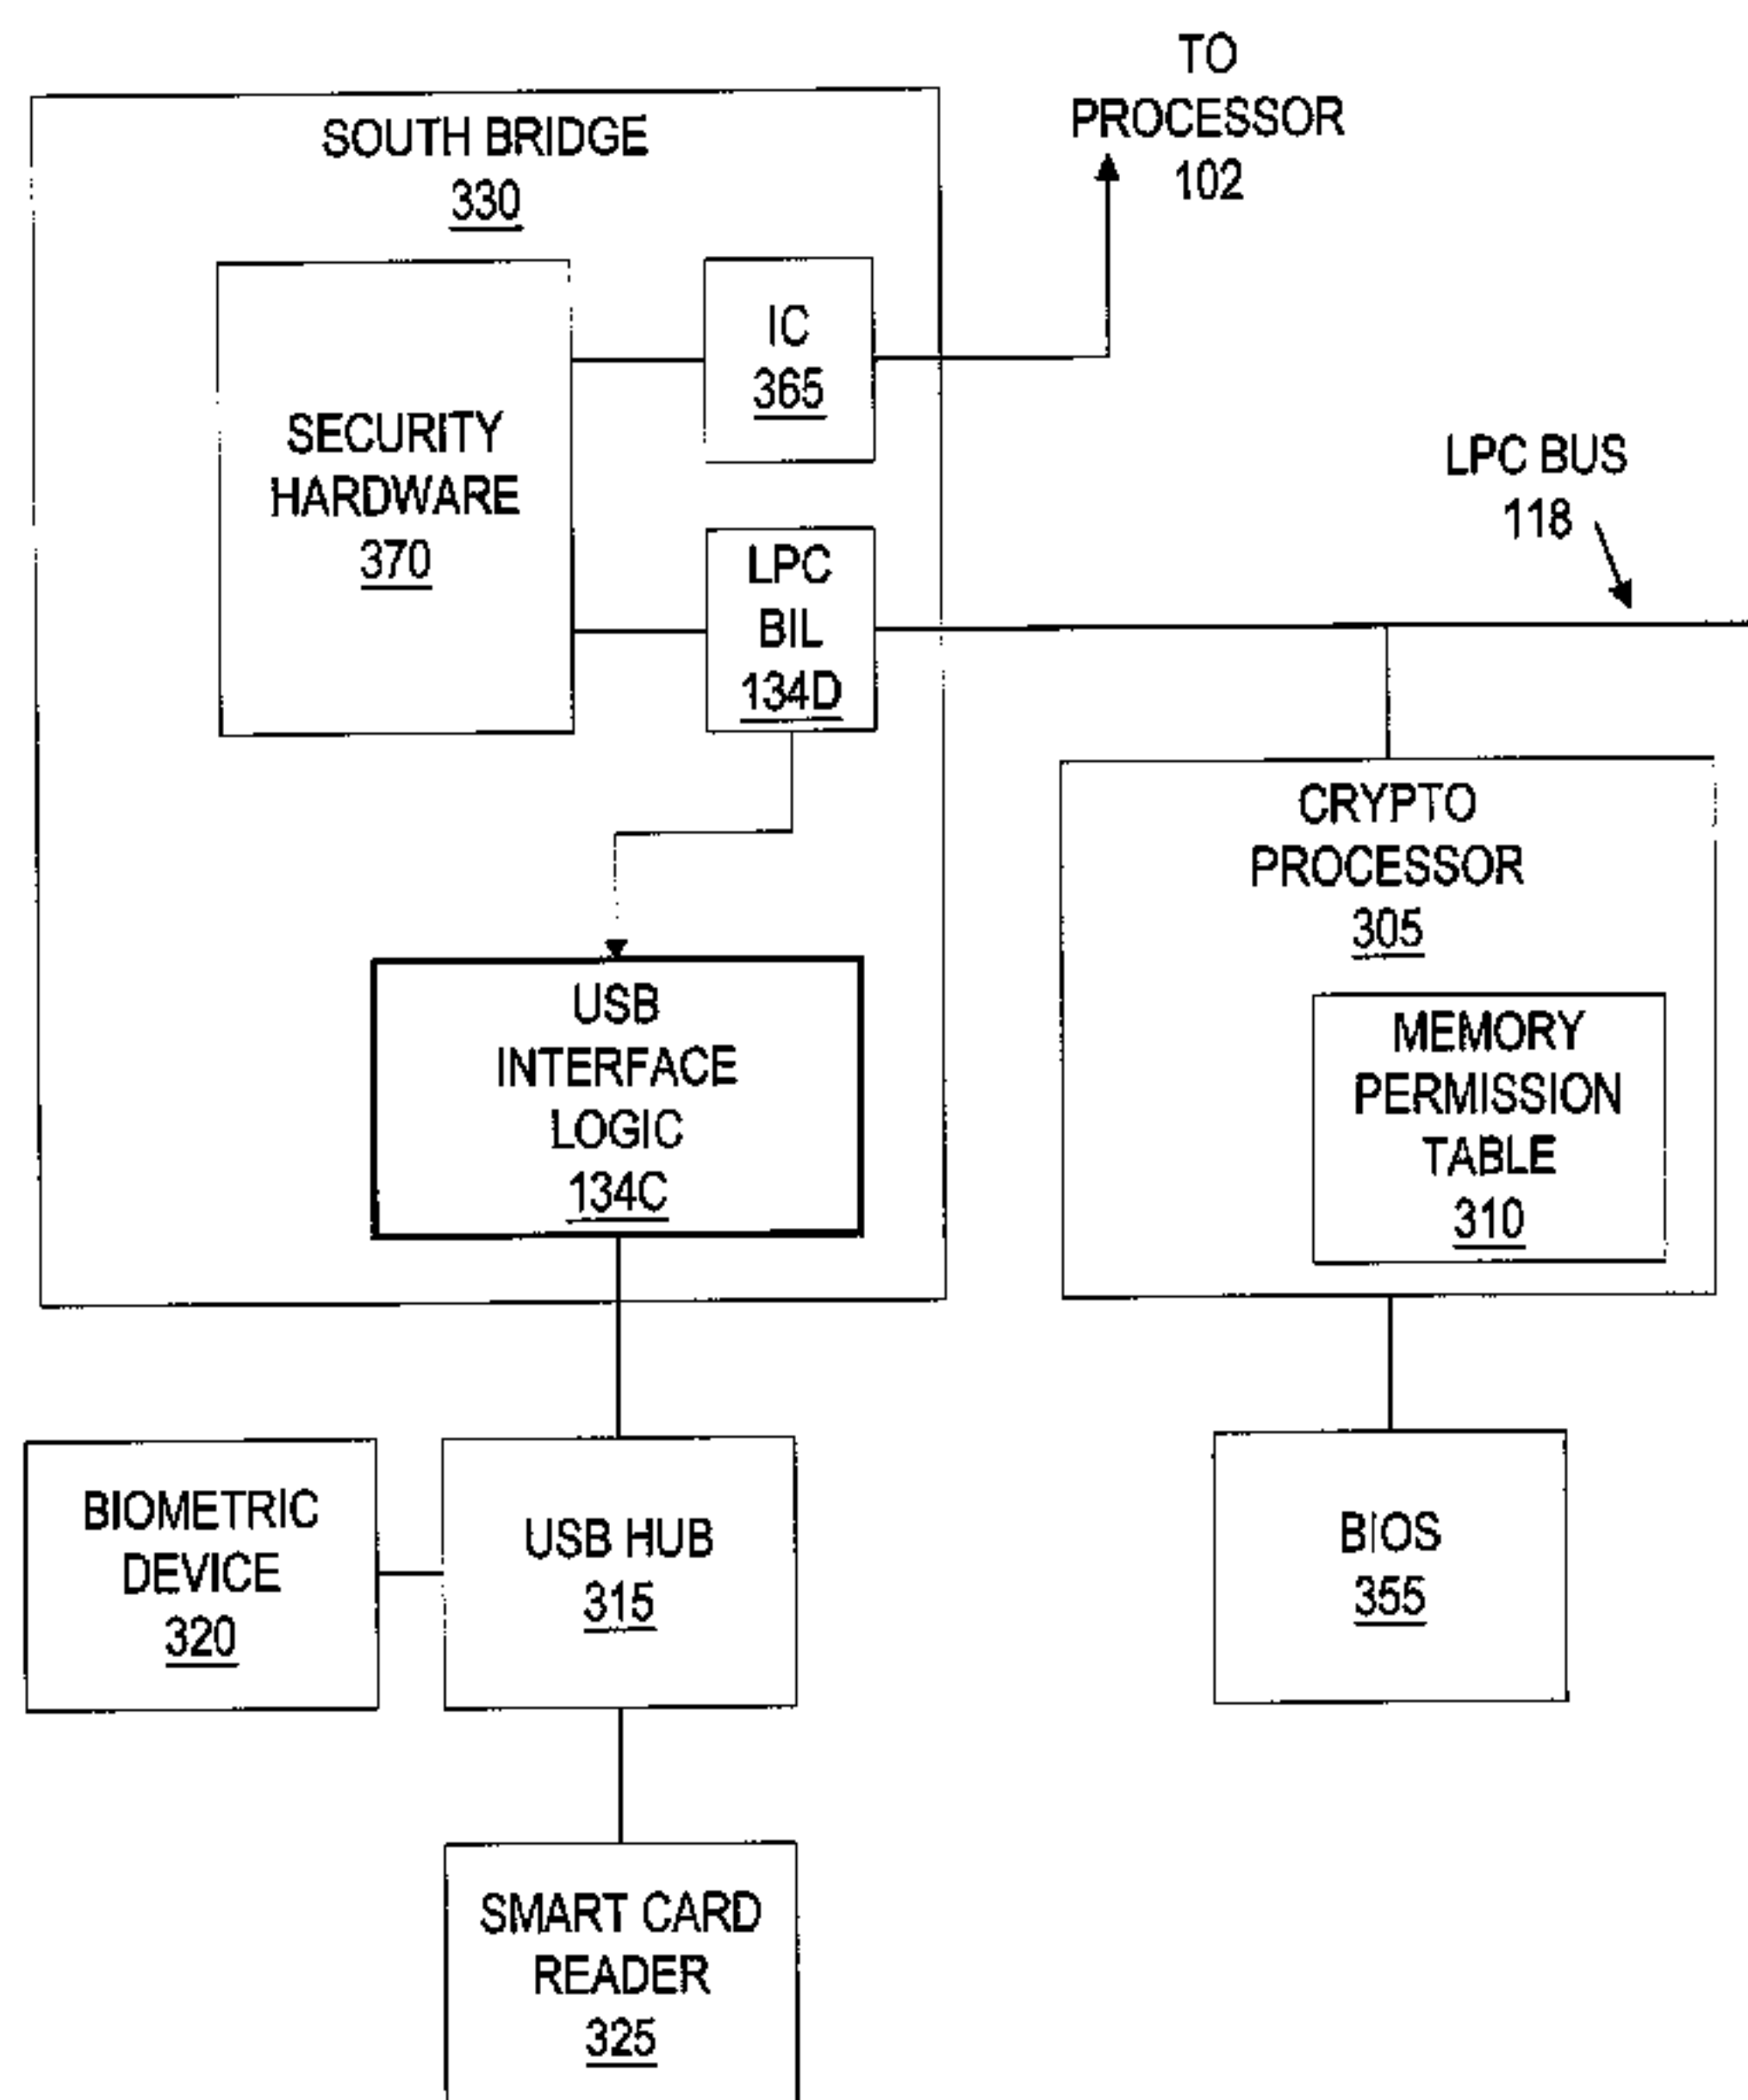 TO
PROCESSOR
102
SOUTH BRIDGE
330
IC
365
SECURITY
HARDWARE
370
LPC BUS
118
LPC
BIL
134D
CRYPTO
PROCESSOR
305
USB
INTERFACE
LOGIC
134C
MEMORY
PERMISSION
TABLE
310
BIOMETRIC
DEVICE
320
USB HUB
315
BIOS
355
SMART CARD
READER
325